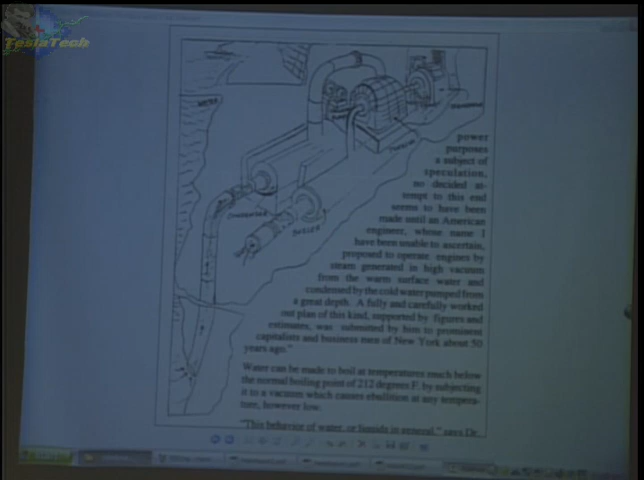 TeslaTech
WATER
CONDENSER
BOILER
TURBINE
power
purposes
a subject of
speculation,
no decided at-
tempt to this end
seems to have been
made until an American
engineer, whose name I
have been unable to ascertain,
proposed to operate engines by
steam generated in high vacuum
from the warm surface water and
condensed by the cold water pumped from
a great depth. A fully and carefully worked
out plan of this kind, supported by figures and
estimates, was submitted by him to prominent
capitalists and business men of New York about 50
years ago."
Water can be made to boil at temperatures much below
the normal boiling point of 212 degrees F. by subjecting
it to a vacuum which causes ebullition at any tempera-
ture, however low.
"This behavior of water, or liquids in general," says Dr.